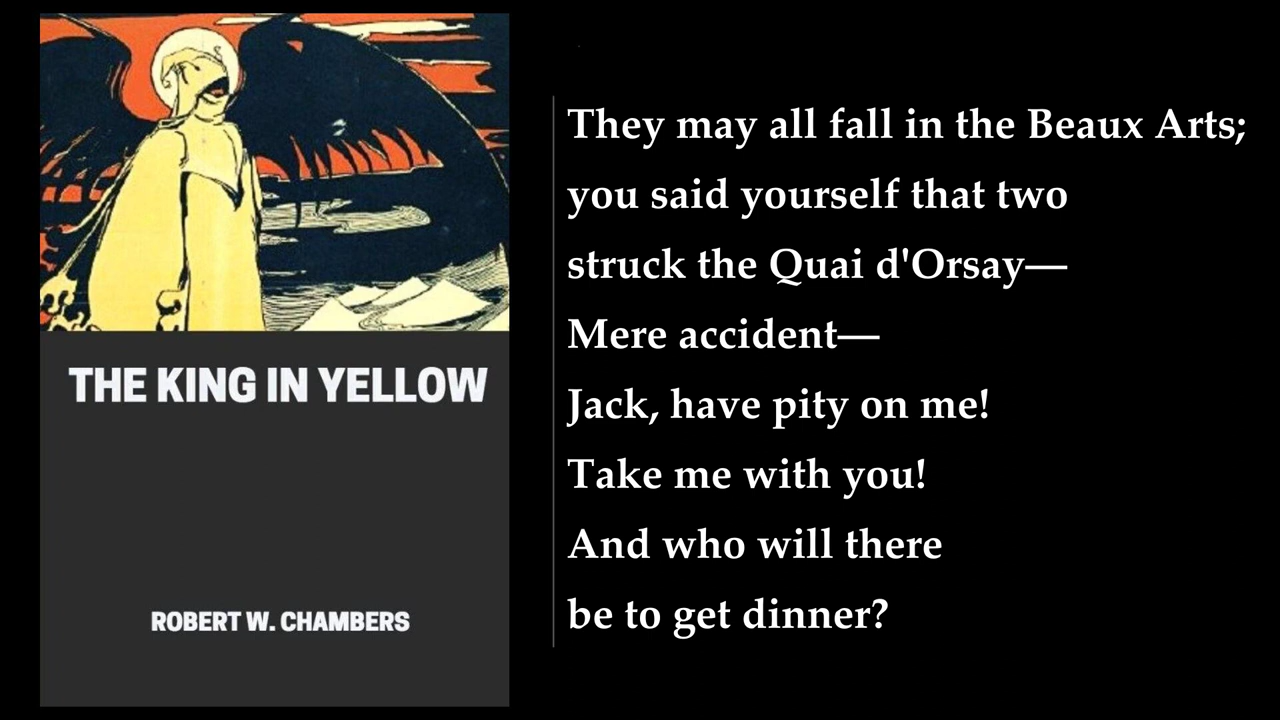 THE KING IN YELLOW
ROBERT W. CHAMBERS
They may all fall in the Beaux Arts;
you said yourself that two
struck the Quai d'Orsay—
Mere accident—
Jack, have pity on me!
Take me with you!
And who will there
be to get dinner?